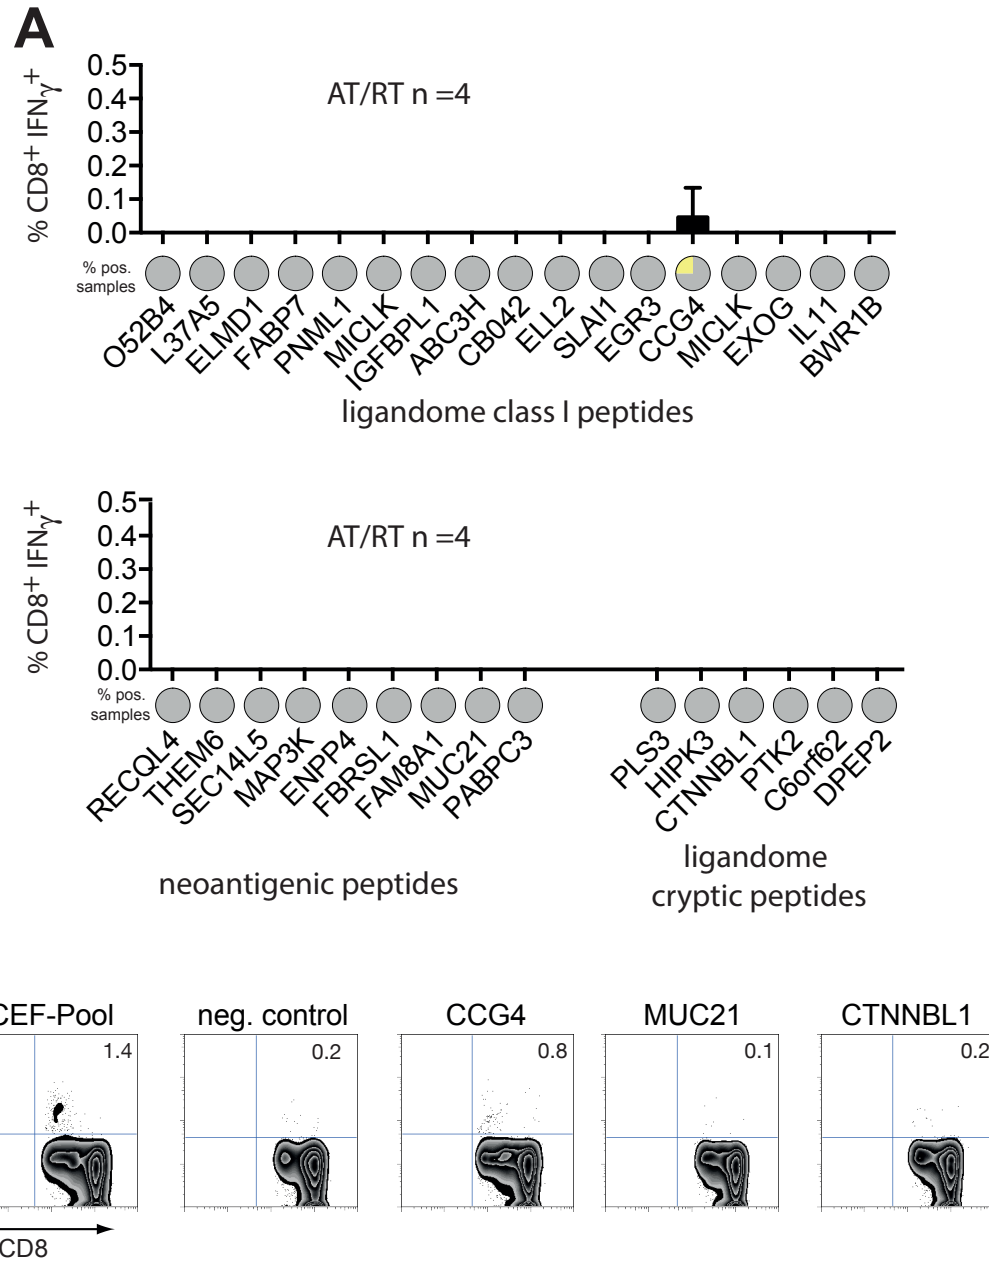 A
% CD8+ IFNγ+
0.5
0.4
0.3
0.2
0.1
0.0
AT/RT n =4
% pos.
samples
O52B4
L37A5
ELMD1
FABP7
PNML1
MICLK
IGFBPL1
ABC3H
CB042
ELL2
SLAI1
EGR3
CCG4
MICLK
EXOG
IL11
BWR1B
ligandome class I peptides
% CD8+ IFNγ+
0.5
0.4
0.3
0.2
0.1
0.0
AT/RT n =4
% pos.
samples
RECQL4
THEM6
SEC14L5
MAP3K
ENPP4
FBRSL1
FAM8A1
MUC21
PABPC3
PLS3
HIPK3
CTNNBL1
PTK2
C6orf62
DPEP2
neoantigenic peptides
ligandome
cryptic peptides
CEF-Pool
neg. control
CCG4
MUC21
CTNNBL1
1.4
0.2
0.8
0.1
0.2
CD8